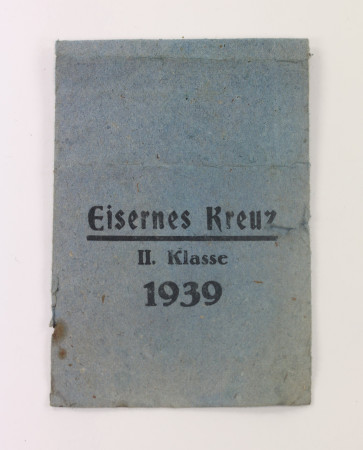 Eisernes Kreuz
II. Klasse
1939